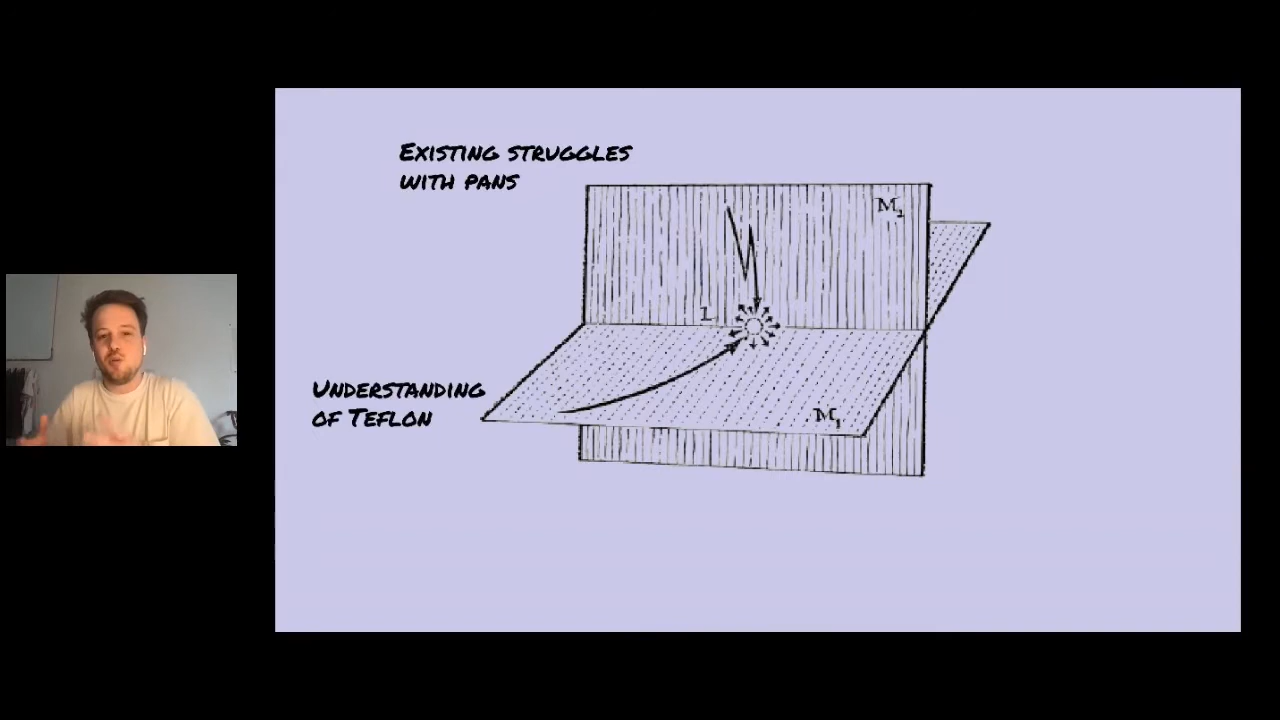 Existing struggles
with pans
M₂
L
Understanding
of Teflon
M₁